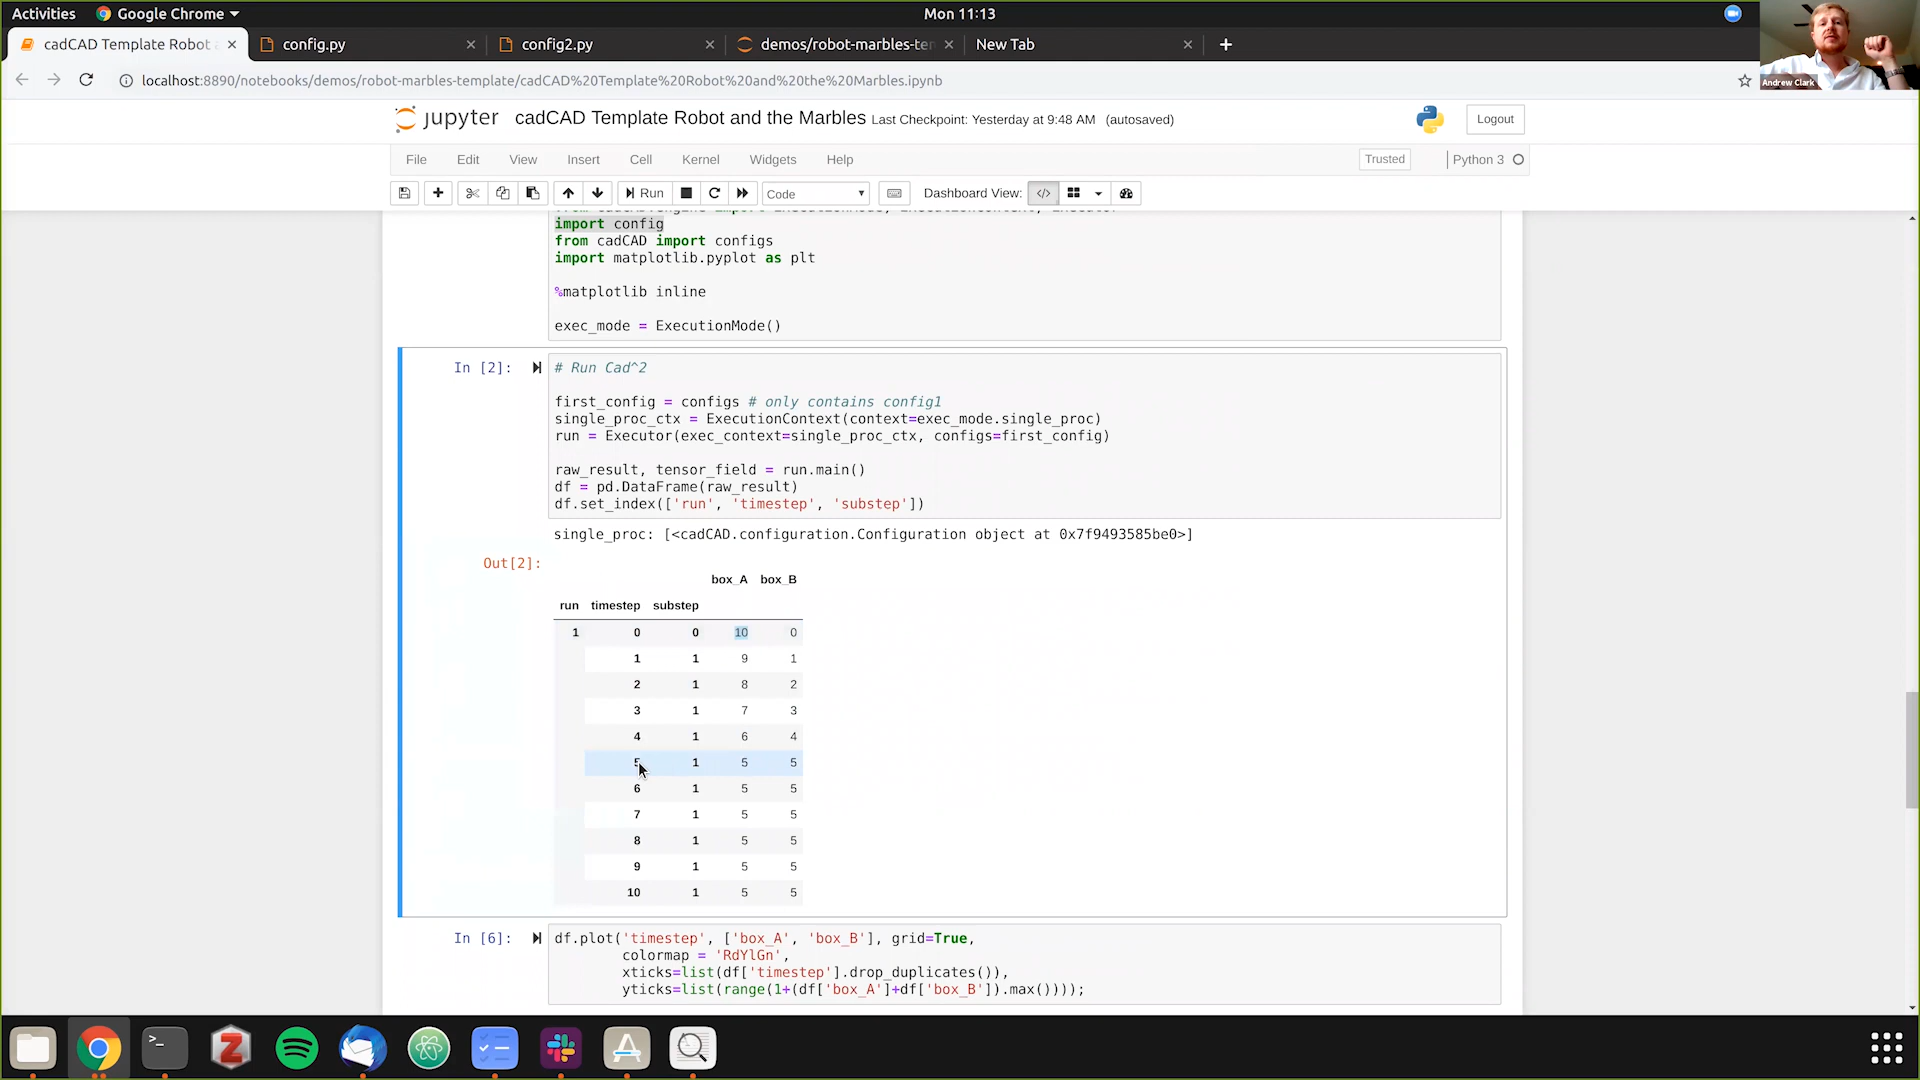 Activities Google Chrome Mon 11:13
cadCAD Template Robot a config.py config2.py demos/robot-marbles-ter New Tab
localhost:8890/notebooks/demos/robot-marbles-template/cadCAD%20Template%20Robot%20and%20the%20Marbles.ipynb
Andrew Clark
jupyter cadCAD Template Robot and the Marbles Last Checkpoint: Yesterday at 9:48 AM (autosaved) Logout
File Edit View Insert Cell Kernel Widgets Help Trusted Python 3
Run Code Dashboard View:
import config
from cadCAD import configs
import matplotlib.pyplot as plt
%matplotlib inline
exec_mode = ExecutionMode()
In [2]: # Run Cad^2
first_config = configs # only contains config1
single_proc_ctx = ExecutionContext(context=exec_mode.single_proc)
run = Executor(exec_context=single_proc_ctx, configs=first_config)
raw_result, tensor_field = run.main()
df = pd.DataFrame(raw_result)
df.set_index(['run', 'timestep', 'substep'])
single_proc: [<cadCAD.configuration.Configuration object at 0x7f9493585be0>]
Out[2]:
box_A box_B
run timestep substep
1 0 0 10 0
1 1 9 1
2 1 8 2
3 1 7 3
4 1 6 4
5 1 5 5
6 1 5 5
7 1 5 5
8 1 5 5
9 1 5 5
10 1 5 5
In [6]: df.plot('timestep', ['box_A', 'box_B'], grid=True,
colormap = 'RdYlGn',
xticks=list(df['timestep'].drop_duplicates()),
yticks=list(range(1+(df['box_A']+df['box_B']).max())));